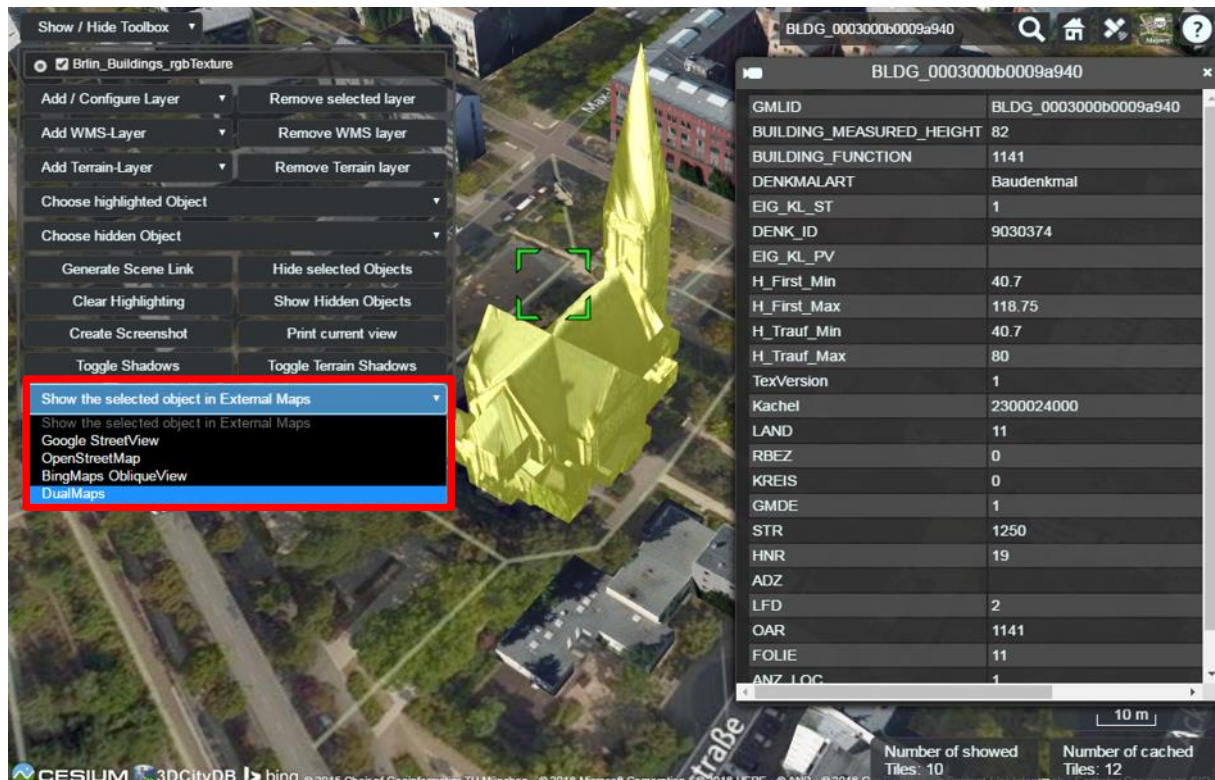 Show / Hide Toolbox
BLDG_0003000b0009a940
Brlin_Buildings_rgbTexture
Add / Configure Layer Remove selected layer
Add WMS-Layer Remove WMS layer
Add Terrain-Layer Remove Terrain layer
Choose highlighted Object
Choose hidden Object
Generate Scene Link Hide selected Objects
Clear Highlighting Show Hidden Objects
Create Screenshot Print current view
Toggle Shadows Toggle Terrain Shadows
Show the selected object in External Maps
Show the selected object in External Maps
Google StreetView
OpenStreetMap
BingMaps ObliqueView
DualMaps
BLDG_0003000b0009a940
GMLID BLDG_0003000b0009a940
BUILDING_MEASURED_HEIGHT 82
BUILDING_FUNCTION 1141
DENKMALART Baudenkmal
EIG_KL_ST 1
DENK_ID 9030374
EIG_KL_PV
H_First_Min 40.7
H_First_Max 118.75
H_Trauf_Min 40.7
H_Trauf_Max 80
TexVersion 1
Kachel 2300024000
LAND 11
RBEZ 0
KREIS 0
GMDE 1
STR 1250
HNR 19
ADZ
LFD 2
OAR 1141
FOLIE 11
ANZ_LOC 1
10 m
Number of showed Tiles: 10
Number of cached Tiles: 12
CESIUM 3DCityDB bing